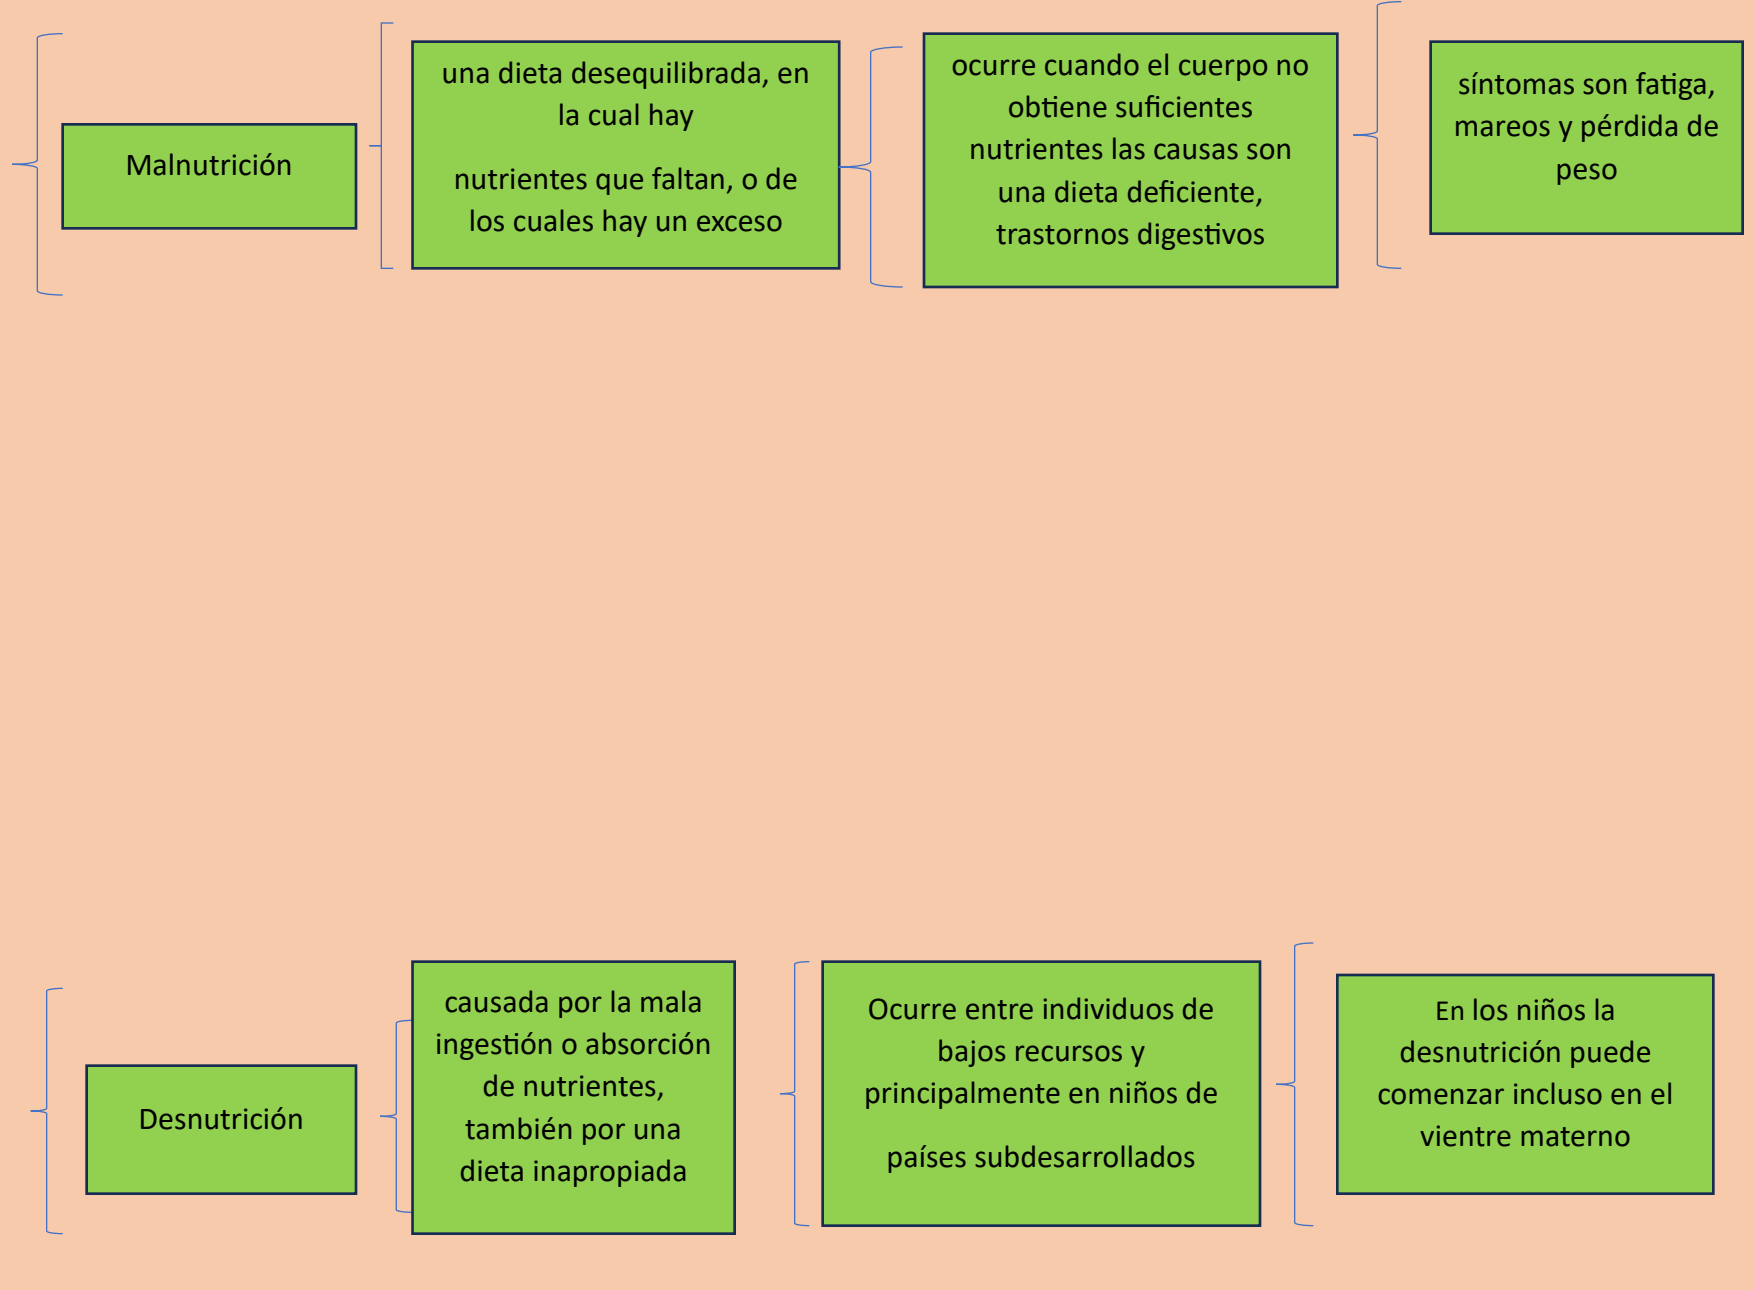 Malnutrición
una dieta desequilibrada, en
la cual hay
nutrientes que faltan, o de
los cuales hay un exceso
ocurre cuando el cuerpo no
obtiene suficientes
nutrientes las causas son
una dieta deficiente,
trastornos digestivos
síntomas son fatiga,
mareos y pérdida de
peso
Desnutrición
causada por la mala
ingestión o absorción
de nutrientes,
también por una
dieta inapropiada
Ocurre entre individuos de
bajos recursos y
principalmente en niños de
países subdesarrollados
En los niños la
desnutrición puede
comenzar incluso en el
vientre materno